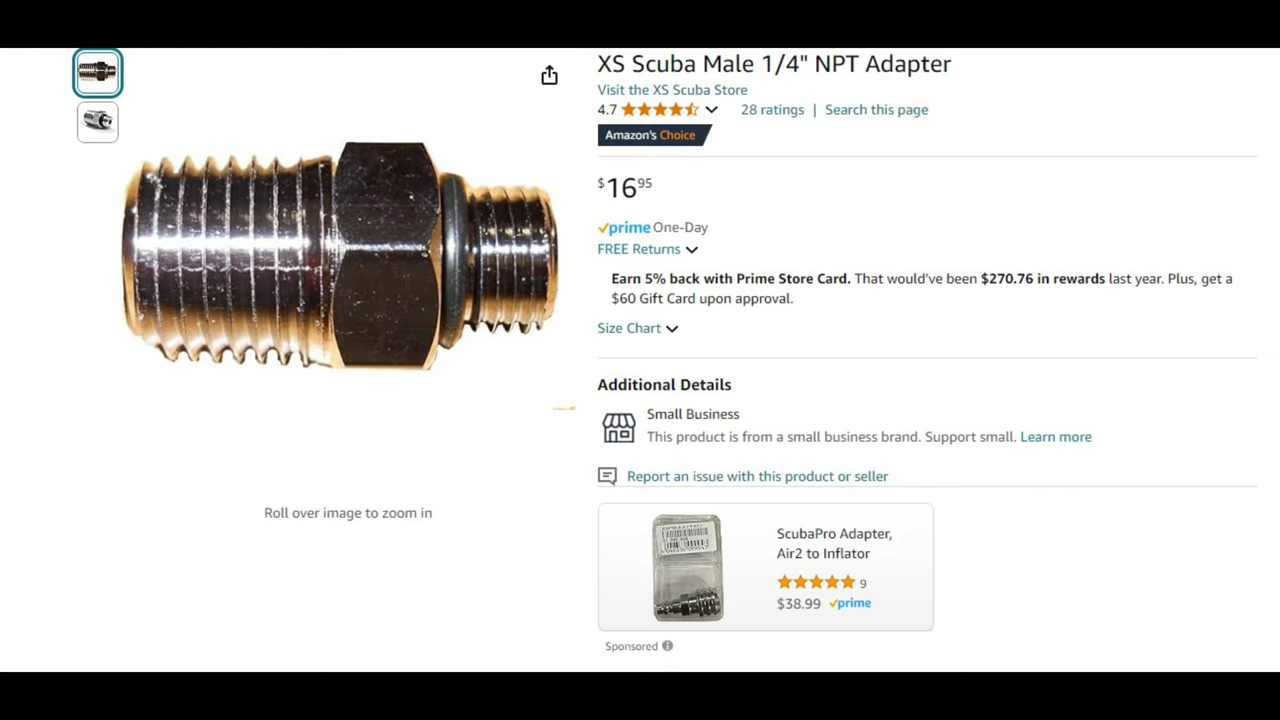 XS Scuba Male 1/4" NPT Adapter
Visit the XS Scuba Store
4.7 28 ratings | Search this page
Amazon's Choice
$16 95
prime One-Day
FREE Returns
Earn 5% back with Prime Store Card. That would've been $270.76 in rewards last year. Plus, get a
$60 Gift Card upon approval.
Size Chart
Additional Details
Small Business
This product is from a small business brand. Support small. Learn more
Report an issue with this product or seller
Roll over image to zoom in
ScubaPro Adapter,
Air2 to Inflator
9
$38.99 prime
Sponsored